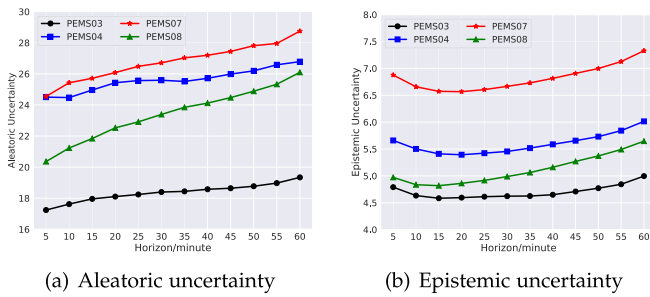 PEMS03
PEMS07
PEMS04
PEMS08
30
28
26
24
22
20
18
16
Aleatoric Uncertainty
5 10 15 20 25 30 35 40 45 50 55 60
Horizon/minute
(a) Aleatoric uncertainty
PEMS03
PEMS07
PEMS04
PEMS08
8.0
7.5
7.0
6.5
6.0
5.5
5.0
4.5
4.0
Epistemic Uncertainty
5 10 15 20 25 30 35 40 45 50 55 60
Horizon/minute
(b) Epistemic uncertainty